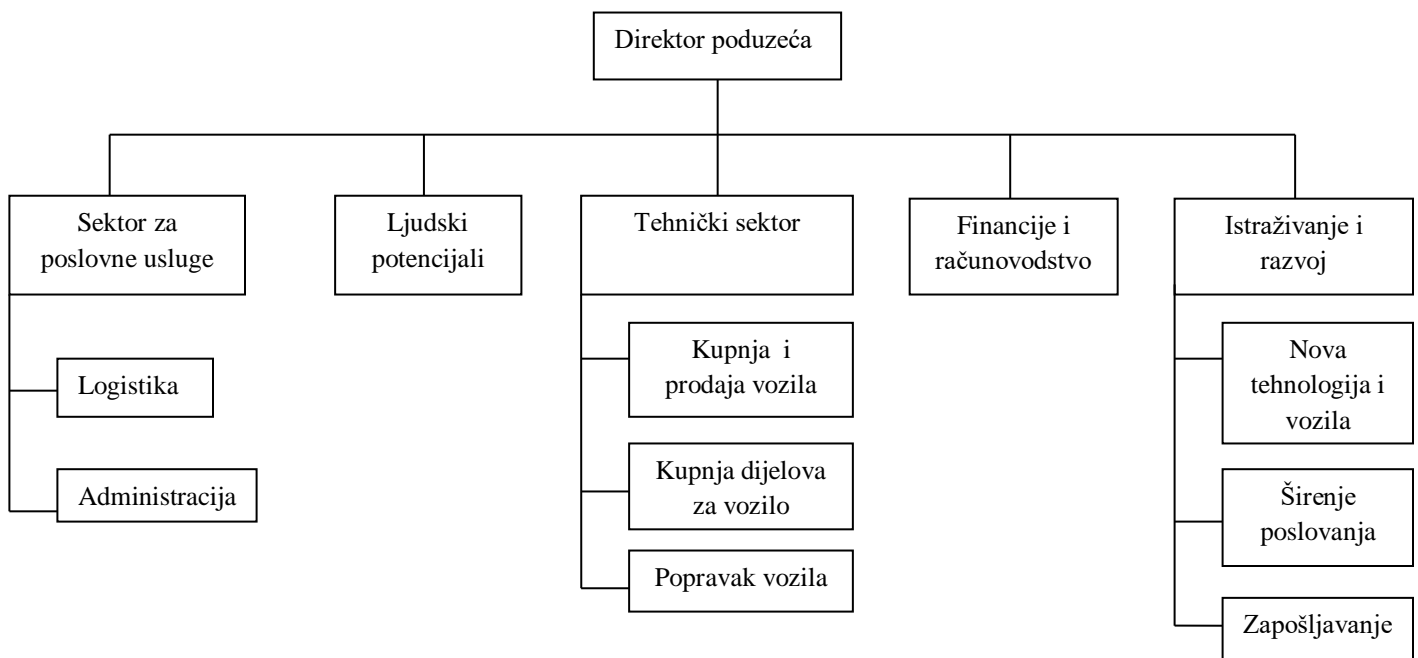 Direktor poduzeća
Sektor za
poslovne usluge
Ljudski
potencijali
Tehnički sektor
Financije i
računovodstvo
Istraživanje i
razvoj
Logistika
Administracija
Kupnja i
prodaja vozila
Kupnja dijelova
za vozilo
Popravak vozila
Nova
tehnologija i
vozila
Širenje
poslovanja
Zapošljavanje